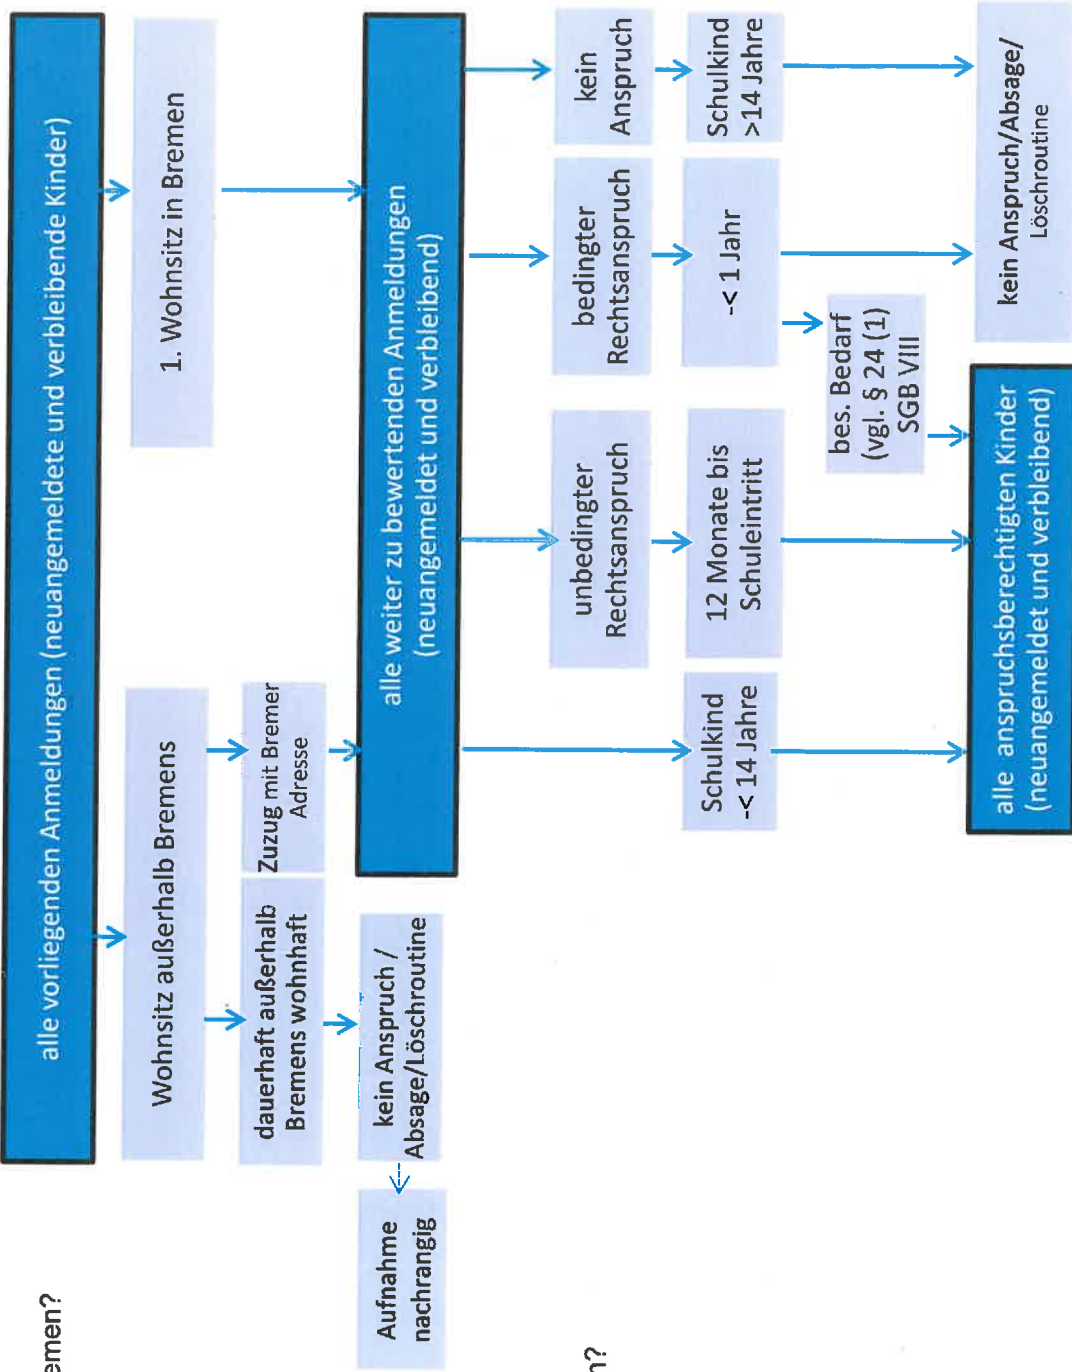 emen?
alle vorliegenden Anmeldungen (neuangemeldete und verbleibende Kinder)
Wohnsitz außerhalb Bremens
1. Wohnsitz in Bremen
dauerhaft außerhalb
Bremens wohnhaft
Zuzug mit Bremer
Adresse
Aufnahme
nachrangig
kein Anspruch /
Absage/Löschroutine
alle weiter zu bewertenden Anmeldungen
(neuangemeldet und verbleibend)
n?
unbedingter
Rechtsanspruch
bedingter
Rechtsanspruch
kein
Anspruch
Schulkind
-< 14 Jahre
12 Monate bis
Schuleintritt
-< 1 Jahr
Schulkind
>14 Jahre
bes. Bedarf
(vgl. § 24 (1)
SGB VIII
alle anspruchsberechtigten Kinder
(neuangemeldet und verbleibend)
kein Anspruch/Absage/
Löschroutine